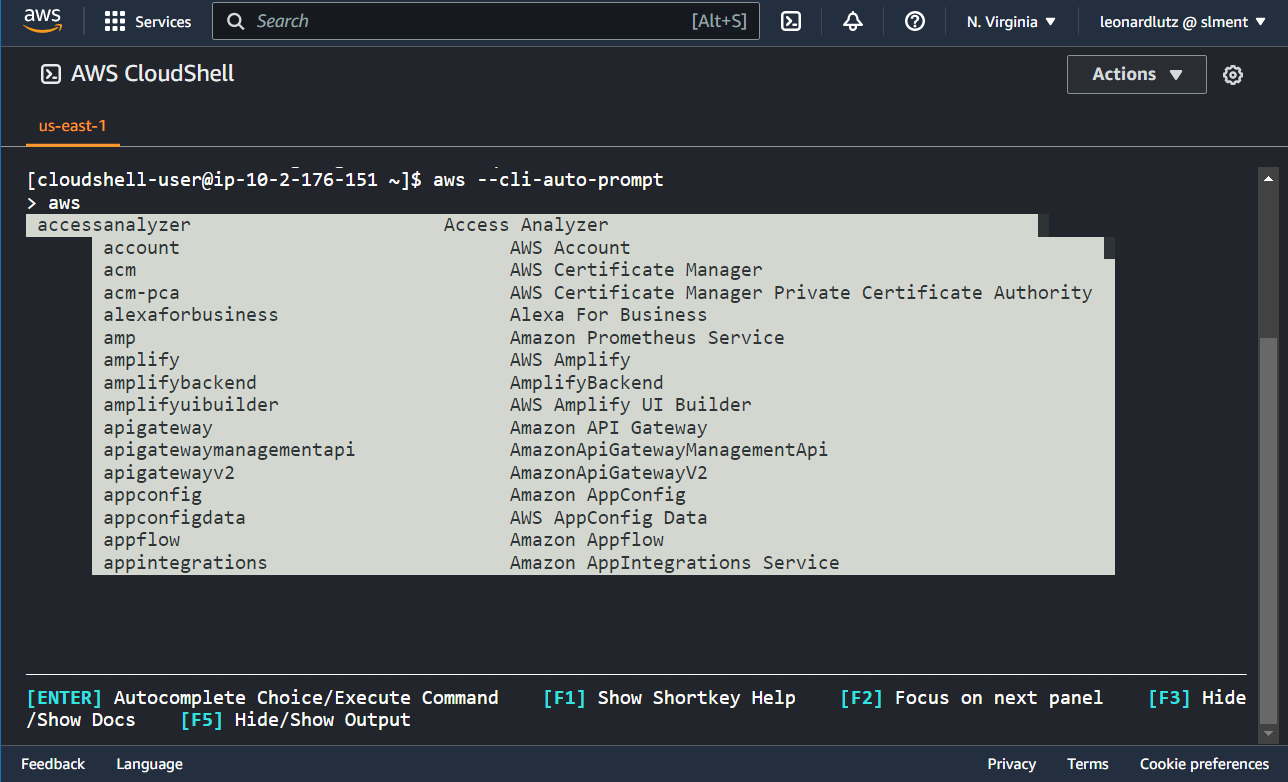 aws Services Search [Alt+S] N. Virginia ▼ leonardlutz @ slment ▼
AWS CloudShell Actions ▼
us-east-1
[cloudshell-user@ip-10-2-176-151 ~]$ aws --cli-auto-prompt
> aws
accessanalyzer Access Analyzer
account AWS Account
acm AWS Certificate Manager
acm-pca AWS Certificate Manager Private Certificate Authority
alexaforbusiness Alexa For Business
amp Amazon Prometheus Service
amplify AWS Amplify
amplifybackend AmplifyBackend
amplifyuibuilder AWS Amplify UI Builder
apigateway Amazon API Gateway
apigatewaymanagementapi AmazonApiGatewayManagementApi
apigatewayv2 AmazonApiGatewayV2
appconfig Amazon AppConfig
appconfigdata AWS AppConfig Data
appflow Amazon Appflow
appintegrations Amazon AppIntegrations Service
[ENTER] Autocomplete Choice/Execute Command [F1] Show Shortkey Help [F2] Focus on next panel [F3] Hide
/Show Docs [F5] Hide/Show Output
Feedback Language Privacy Terms Cookie preferences